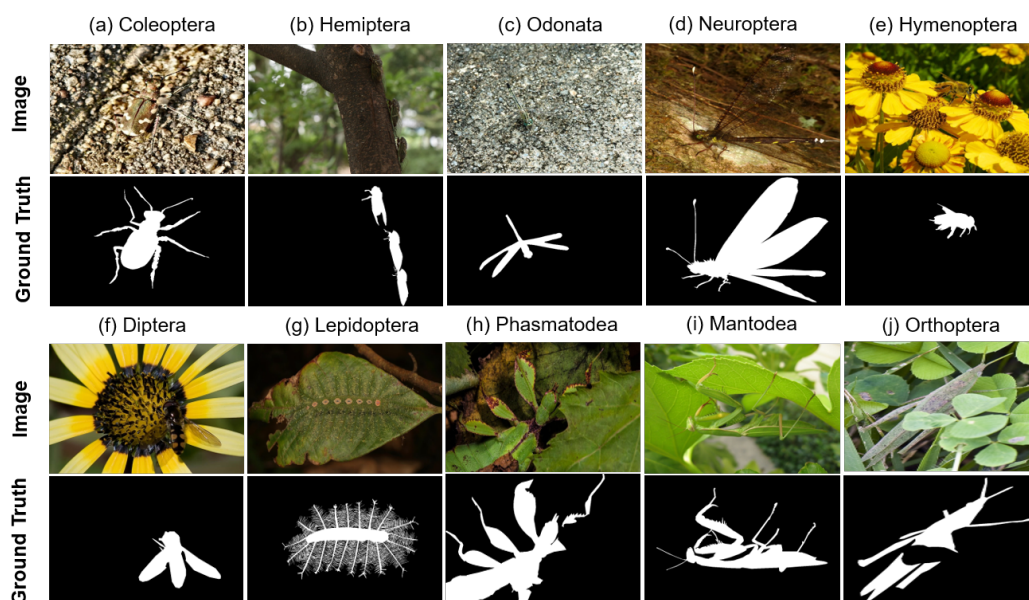 (a) Coleoptera
(b) Hemiptera
(c) Odonata
(d) Neuroptera
(e) Hymenoptera
Image
Ground Truth
(f) Diptera
(g) Lepidoptera
(h) Phasmatodea
(i) Mantodea
(j) Orthoptera
Image
Ground Truth